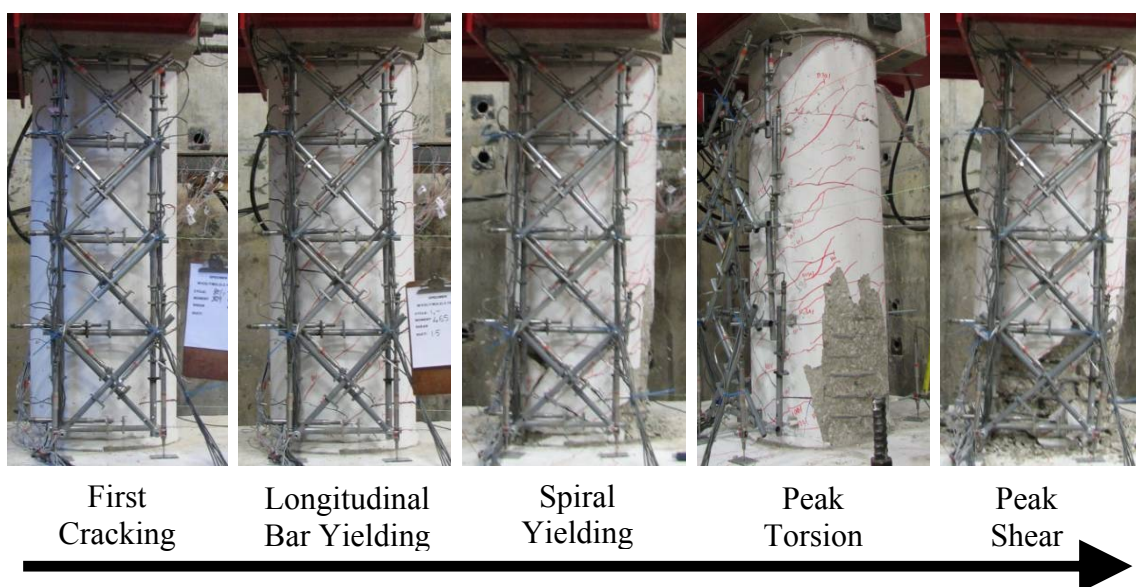 First
Cracking
Longitudinal
Bar Yielding
Spiral
Yielding
Peak
Torsion
Peak
Shear